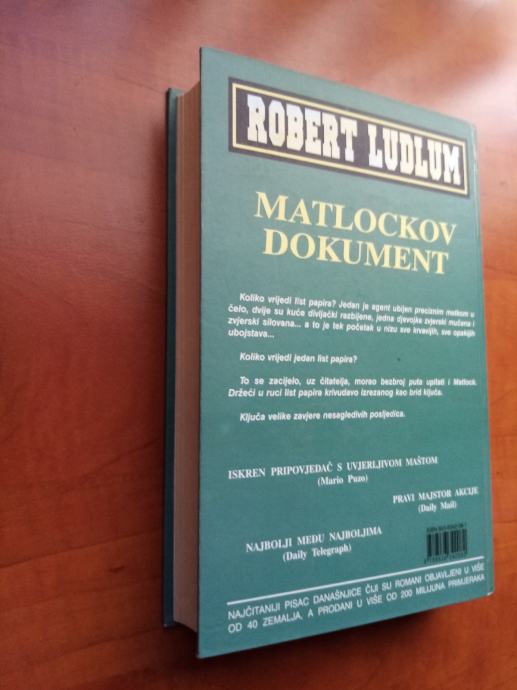 ROBERT LUDLUM
MATLOCKOV
DOKUMENT
Koliko vrijedi list papira? Jedan je agent ubijen preciznim metkom u
čelo, dvije su kuće divljački razbijene, jedna djevojka zvjerski mučena i
zvjerski silovana... a to je tek početak u nizu sve krvavijih, sve opakijih
ubojstava...
Koliko vrijedi jedan list papira?
To se zacijelo, uz čitatelja, morao bezbroj puta upitati i Matlock.
Držeći u ruci list papira krivudavo izrezanog kao brid ključa.
Ključa velike zavjere nesagledivih posljedica.
ISKREN PRIPOVJEDAČ S UVJERLJIVOM MAŠTOM
(Mario Puzo)
PRAVI MAJSTOR AKCIJE
(Daily Mail)
NAJBOLJI MEĐU NAJBOLJIMA
(Daily Telegraph)
NAJČITANIJI PISAC DANAŠNJICE ČIJI SU ROMANI OBJAVLJENI U VIŠE
OD 40 ZEMALJA, A PRODANI U VIŠE OD 200 MILIJUNA PRIMJERAKA